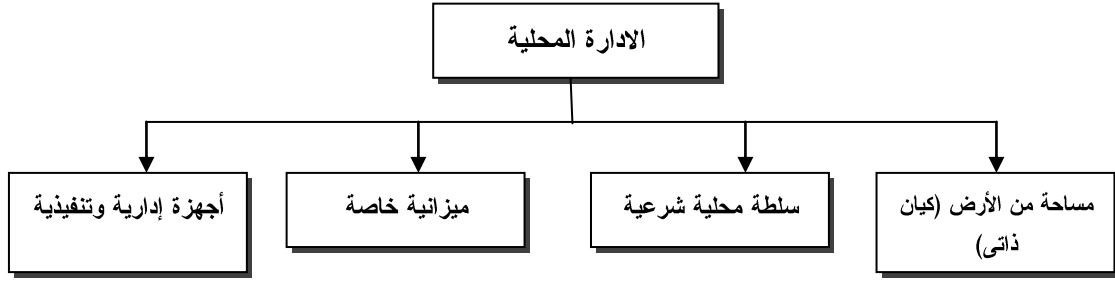 الادارة المحلية
مساحة من الأرض (كيان
ذاتى)
سلطة محلية شرعية
ميزانية خاصة
أجهزة إدارية وتنفيذية